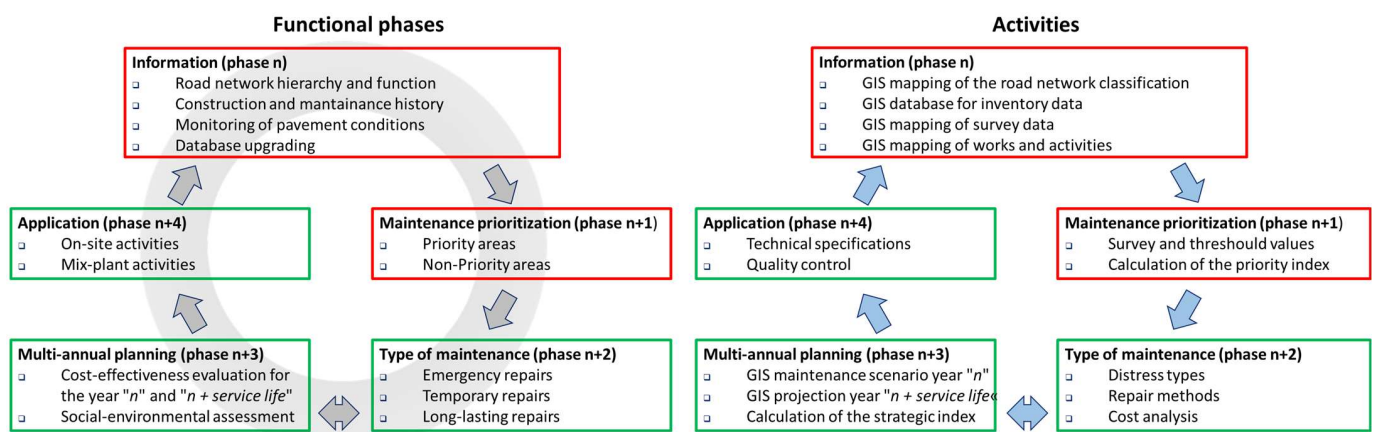 Functional phases
Information (phase n)
❑ Road network hierarchy and function
❑ Construction and mantainance history
❑ Monitoring of pavement conditions
❑ Database upgrading
Application (phase n+4)
❑ On-site activities
❑ Mix-plant activities
Maintenance prioritization (phase n+1)
❑ Priority areas
❑ Non-Priority areas
Multi-annual planning (phase n+3)
❑ Cost-effectiveness evaluation for
the year "n" and "n + service life"
❑ Social-environmental assessment
Type of maintenance (phase n+2)
❑ Emergency repairs
❑ Temporary repairs
❑ Long-lasting repairs
Activities
Information (phase n)
❑ GIS mapping of the road network classification
❑ GIS database for inventory data
❑ GIS mapping of survey data
❑ GIS mapping of works and activities
Application (phase n+4)
❑ Technical specifications
❑ Quality control
Maintenance prioritization (phase n+1)
❑ Survey and threshould values
❑ Calculation of the priority index
Multi-annual planning (phase n+3)
❑ GIS maintenance scenario year "n"
❑ GIS projection year "n + service life«
❑ Calculation of the strategic index
Type of maintenance (phase n+2)
❑ Distress types
❑ Repair methods
❑ Cost analysis